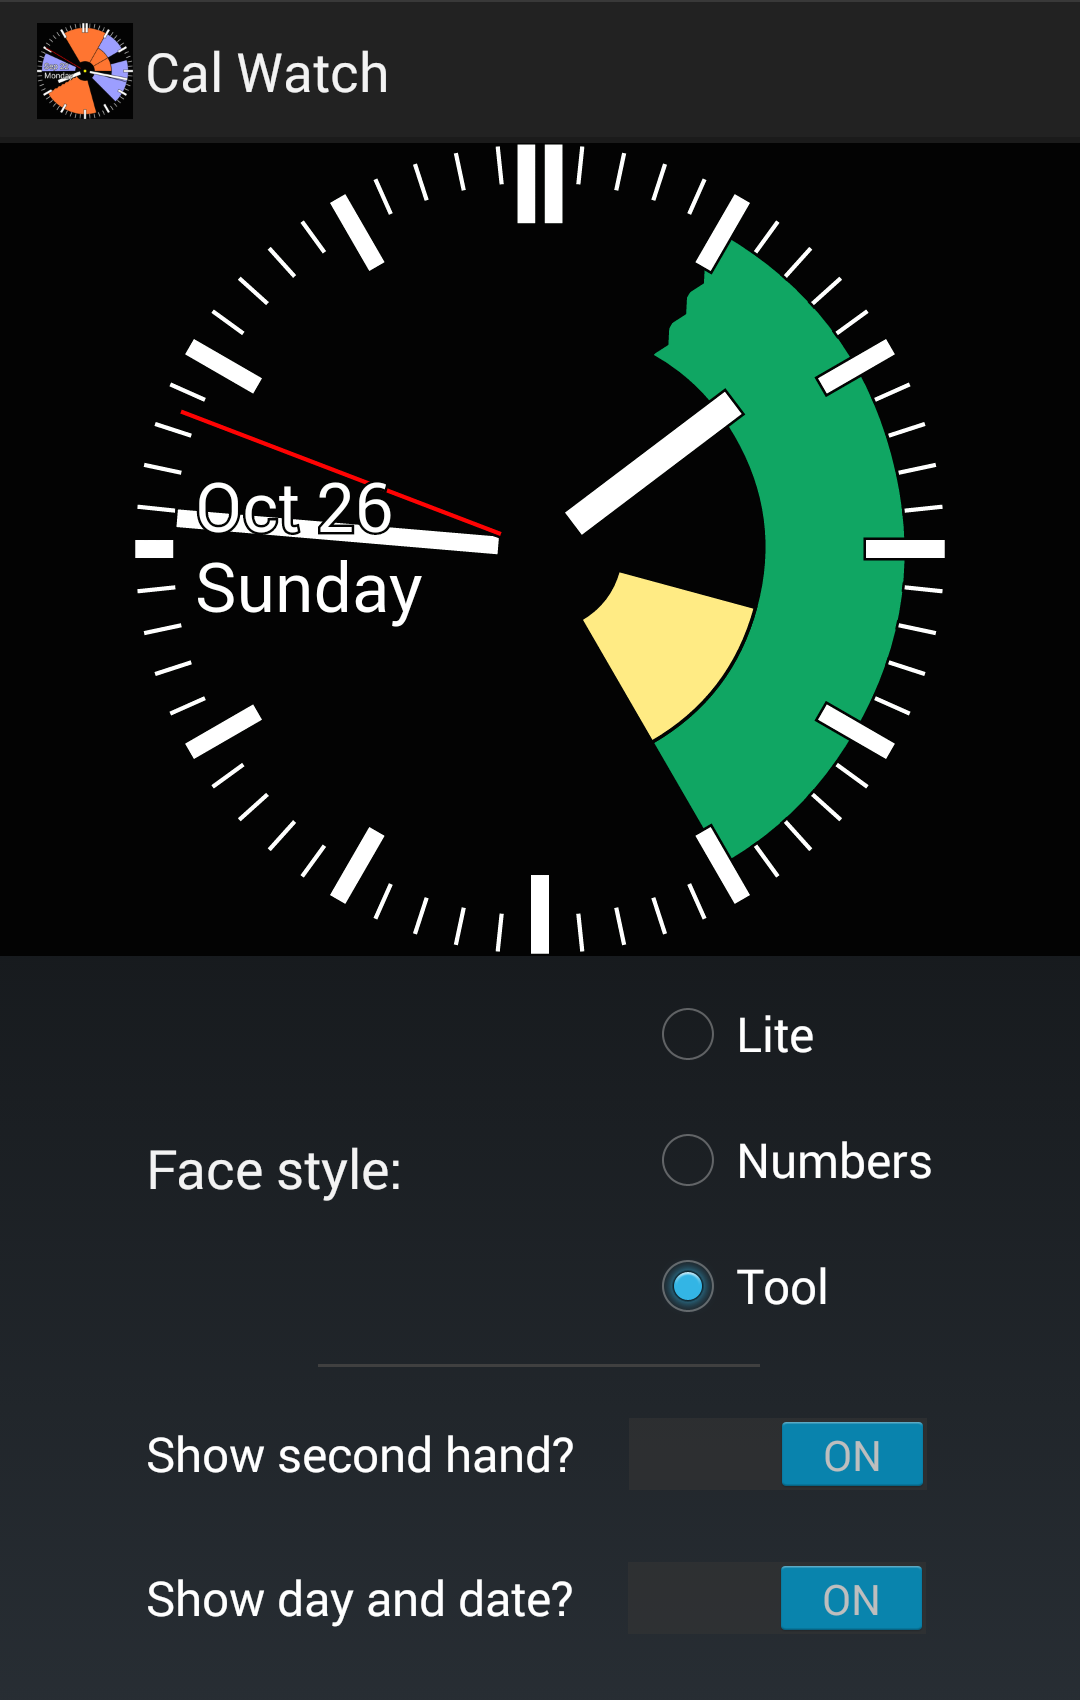 Cal Watch
Oct 26
Sunday
Lite
Face style:
Numbers
Tool
Show second hand?
ON
Show day and date?
ON